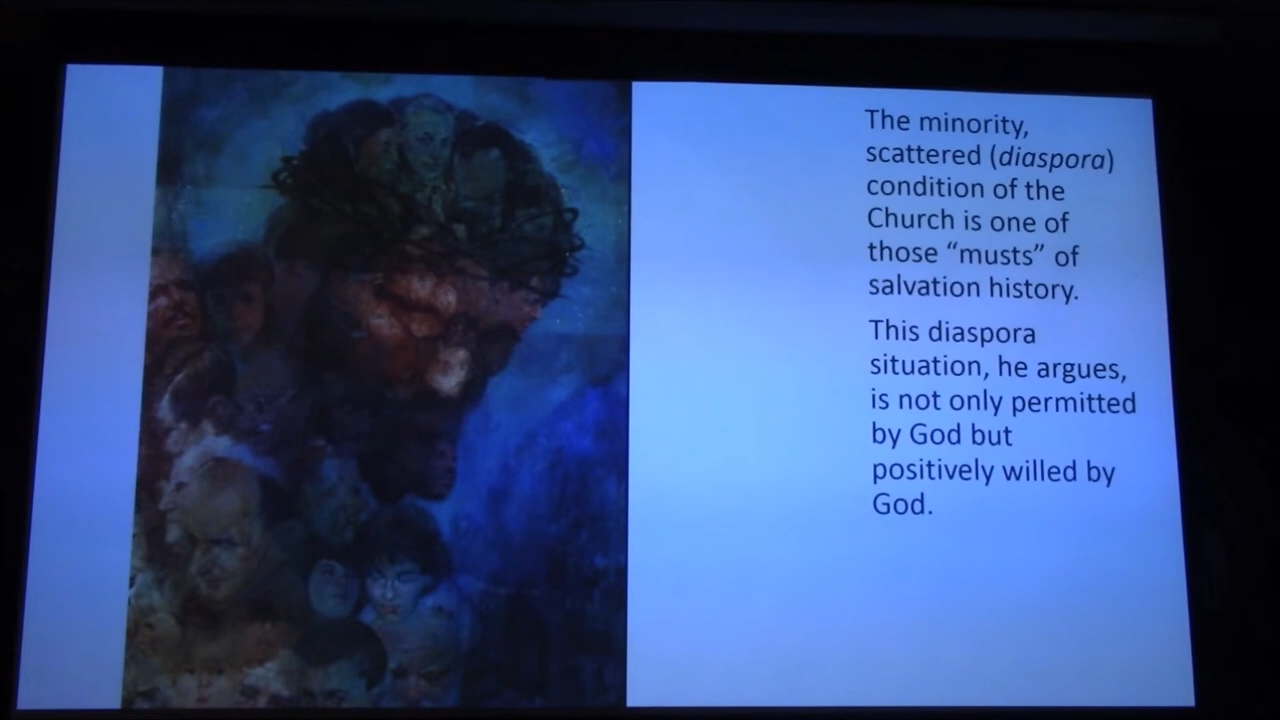 The minority,
scattered (diaspora)
condition of the
Church is one of
those “musts” of
salvation history.
This diaspora
situation, he argues,
is not only permitted
by God but
positively willed by
God.